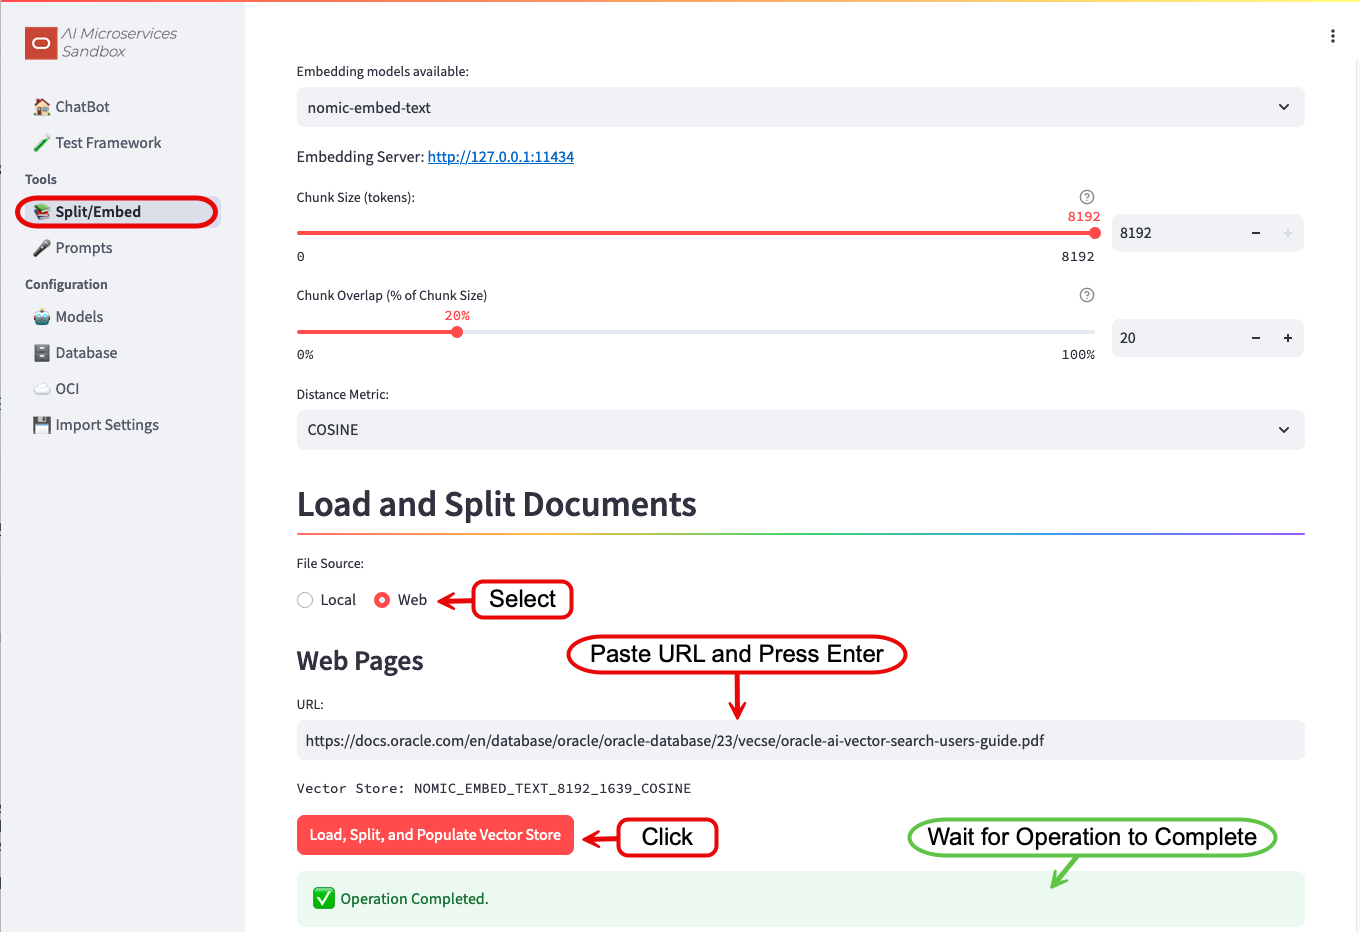 AI Microservices
Sandbox
ChatBot
Test Framework
Tools
Split/Embed
Prompts
Configuration
Models
Database
OCI
Import Settings
Embedding models available:
nomic-embed-text
Embedding Server: http://127.0.0.1:11434
Chunk Size (tokens):
8192
8192
0
8192
Chunk Overlap (% of Chunk Size)
20%
20
0%
100%
Distance Metric:
COSINE
Load and Split Documents
File Source:
Local
Web
Select
Paste URL and Press Enter
Web Pages
URL:
https://docs.oracle.com/en/database/oracle/oracle-database/23/vecse/oracle-ai-vector-search-users-guide.pdf
Vector Store: NOMIC_EMBED_TEXT_8192_1639_COSINE
Load, Split, and Populate Vector Store
Click
Wait for Operation to Complete
Operation Completed.